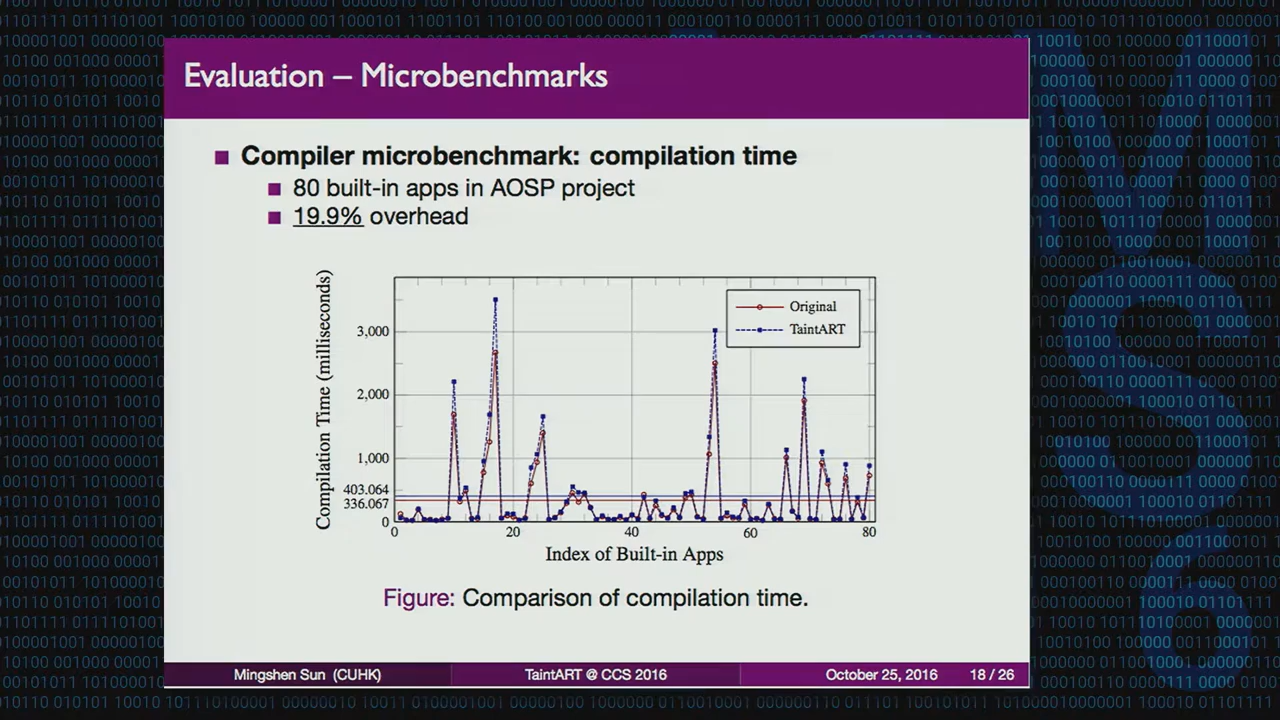 Evaluation – Microbenchmarks
Compiler microbenchmark: compilation time
80 built-in apps in AOSP project
19.9% overhead
Compilation Time (milliseconds)
3,000
2,000
1,000
403.064
336.067
0
Original
TaintART
0 20 40 60 80
Index of Built-in Apps
Figure: Comparison of compilation time.
Mingshen Sun (CUHK) TaintART @ CCS 2016 October 25, 2016 18 / 26